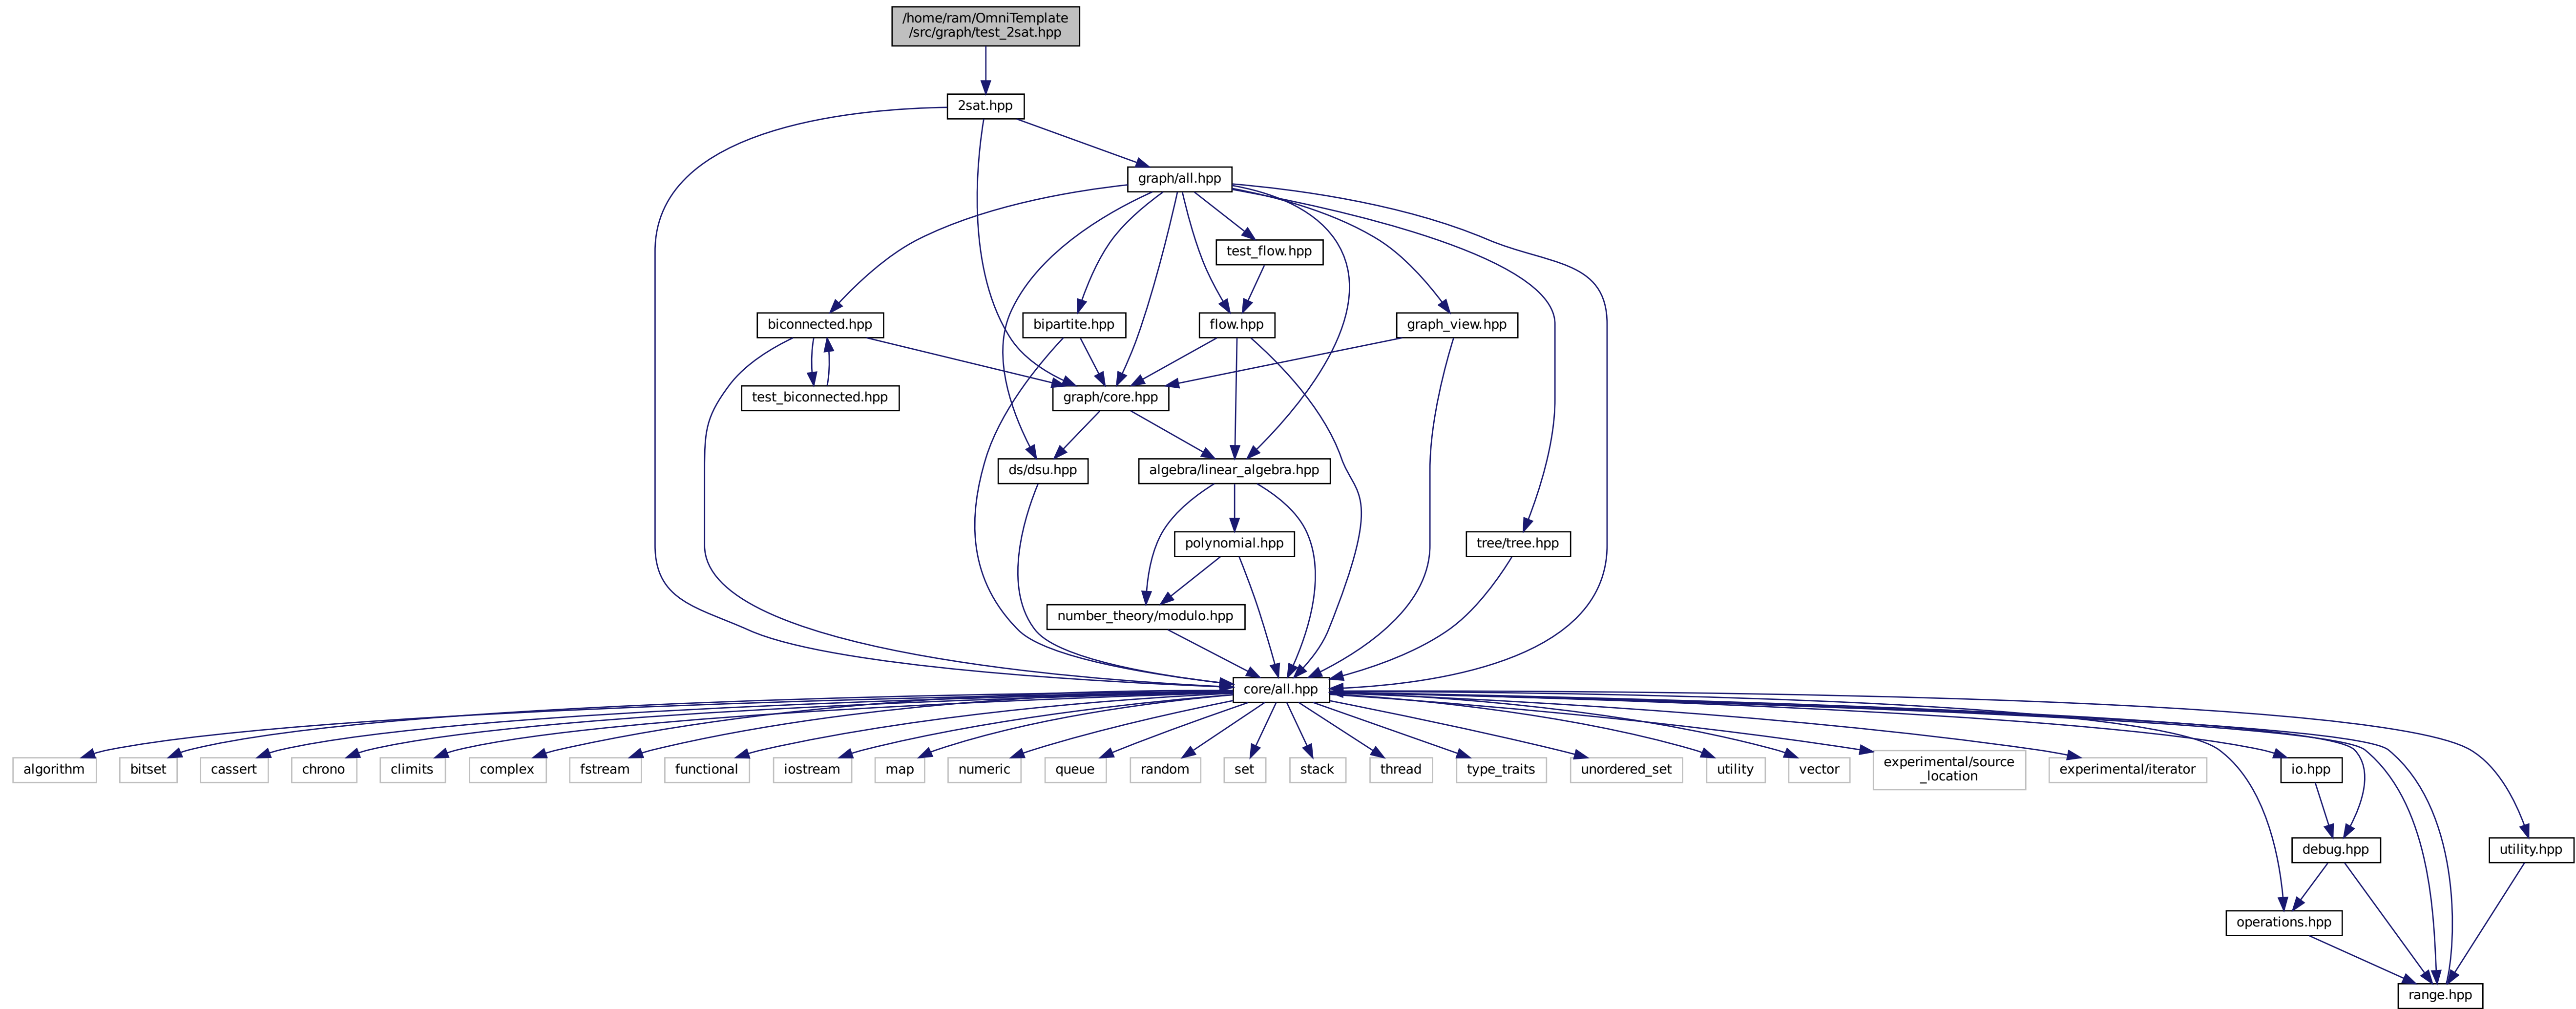 /home/ram/OmniTemplate
/src/graph/test_2sat.hpp
2sat.hpp
graph/all.hpp
test_flow.hpp
biconnected.hpp
bipartite.hpp
flow.hpp
graph_view.hpp
test_biconnected.hpp
graph/core.hpp
ds/dsu.hpp
algebra/linear_algebra.hpp
polynomial.hpp
tree/tree.hpp
number_theory/modulo.hpp
core/all.hpp
algorithm
bitset
cassert
chrono
climits
complex
fstream
functional
iostream
map
numeric
queue
random
set
stack
thread
type_traits
unordered_set
utility
vector
experimental/source
_location
experimental/iterator
io.hpp
debug.hpp
utility.hpp
operations.hpp
range.hpp